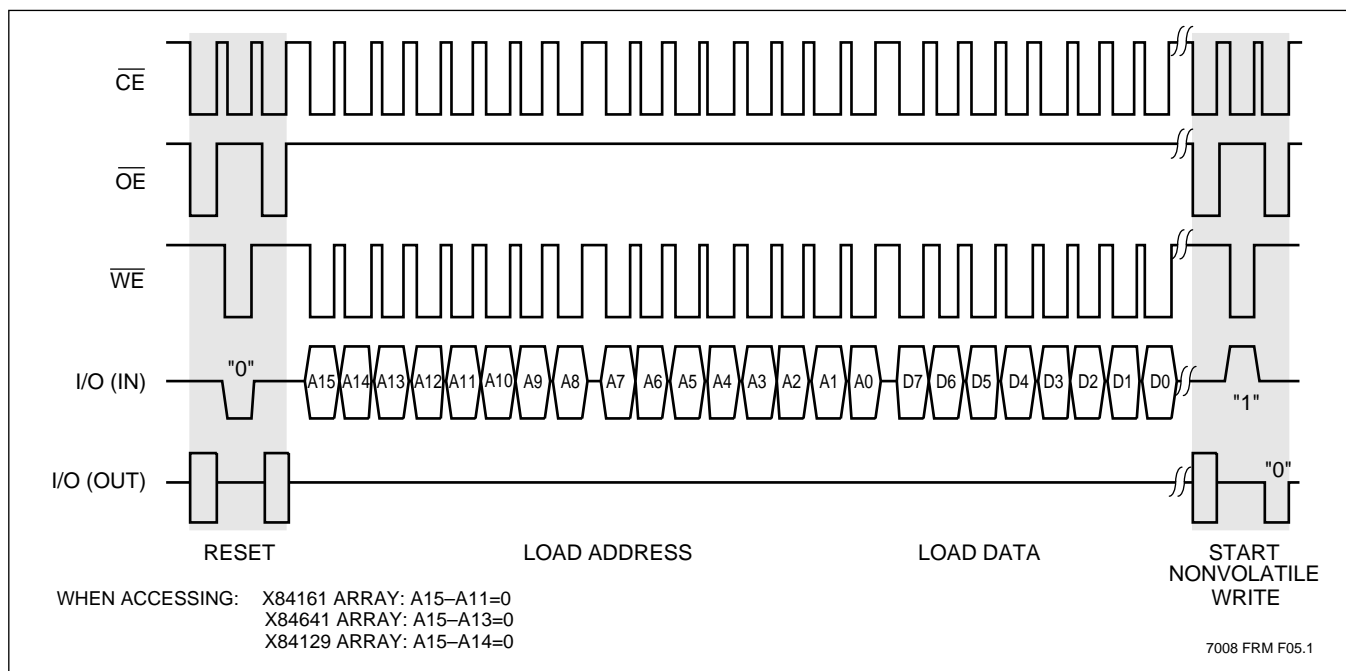 CE
OE
WE
I/O (IN)
"0"
A15 A14 A13 A12 A11 A10 A9 A8 A7 A6 A5 A4 A3 A2 A1 A0 D7 D6 D5 D4 D3 D2 D1 D0
"1"
I/O (OUT)
"0"
RESET
LOAD ADDRESS
LOAD DATA
START
NONVOLATILE
WRITE
WHEN ACCESSING: X84161 ARRAY: A15–A11=0
X84641 ARRAY: A15–A13=0
X84129 ARRAY: A15–A14=0
7008 FRM F05.1